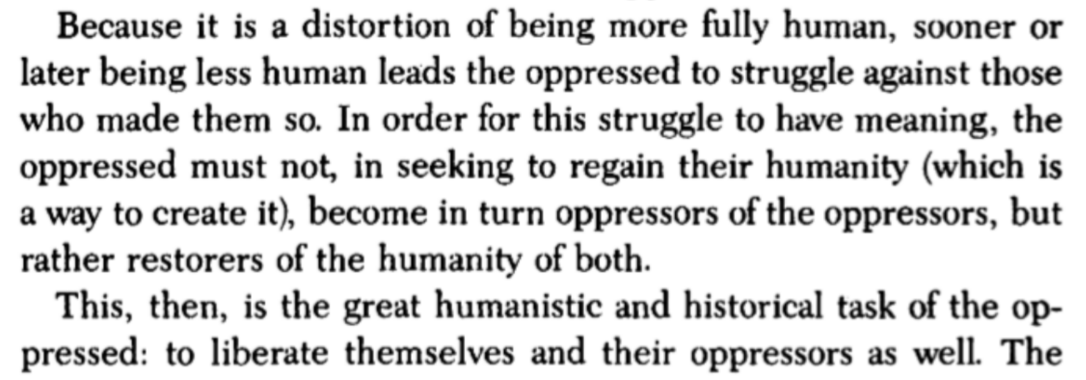 Because it is a distortion of being more fully human, sooner or
later being less human leads the oppressed to struggle against those
who made them so. In order for this struggle to have meaning, the
oppressed must not, in seeking to regain their humanity (which is
a way to create it), become in turn oppressors of the oppressors, but
rather restorers of the humanity of both.
This, then, is the great humanistic and historical task of the op-
pressed: to liberate themselves and their oppressors as well. The